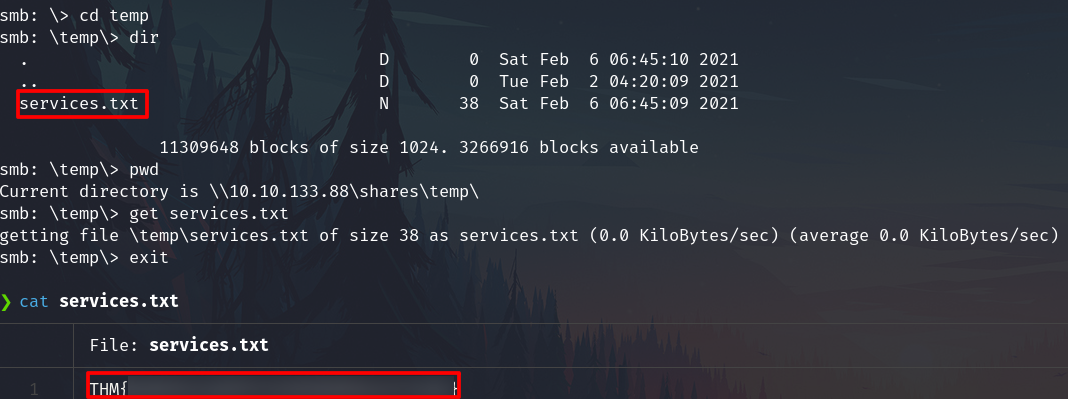 smb: \> cd temp
smb: \temp\> dir
. D 0 Sat Feb 6 06:45:10 2021
.. D 0 Tue Feb 2 04:20:09 2021
services.txt N 38 Sat Feb 6 06:45:09 2021
11309648 blocks of size 1024. 3266916 blocks available
smb: \temp\> pwd
Current directory is \\10.10.133.88\shares\temp\
smb: \temp\> get services.txt
getting file \temp\services.txt of size 38 as services.txt (0.0 KiloBytes/sec) (average 0.0 KiloBytes/sec)
smb: \temp\> exit
❯ cat services.txt
File: services.txt
1 THM{ }